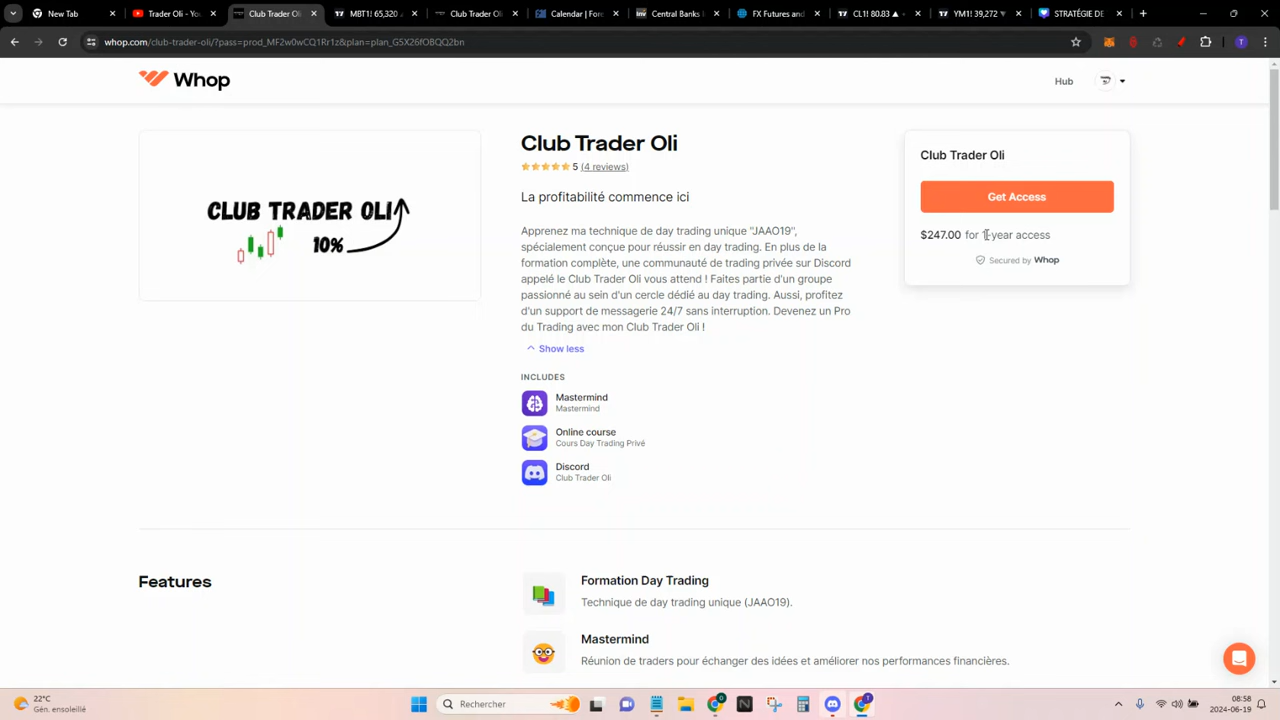 New Tab
Trader Oli - You
Club Trader Oli
MBT1! 65,320
Club Trader Oli
Calendar | Fore
Central Banks
FX Futures and
CL1! 80.83
YM1! 39,272
STRATÉGIE DE
whop.com/club-trader-oli/?pass=prod_MF2w0wCQ1Rr1z&plan=plan_G5X26fOBQQ2bn
T
Whop
Hub
CLUB TRADER OLI
10%
Club Trader Oli
5 (4 reviews)
La profitabilité commence ici
Apprenez ma technique de day trading unique "JAAO19",
spécialement conçue pour réussir en day trading. En plus de la
formation complète, une communauté de trading privée sur Discord
appelé le Club Trader Oli vous attend ! Faites partie d'un groupe
passionné au sein d'un cercle dédié au day trading. Aussi, profitez
d'un support de messagerie 24/7 sans interruption. Devenez un Pro
du Trading avec mon Club Trader Oli !
Show less
INCLUDES
Mastermind
Mastermind
Online course
Cours Day Trading Privé
Discord
Club Trader Oli
Club Trader Oli
Get Access
$247.00 for 1 year access
Secured by Whop
Features
Formation Day Trading
Technique de day trading unique (JAAO19).
Mastermind
Réunion de traders pour échanger des idées et améliorer nos performances financières.
22°C
Gén. ensoleillé
Rechercher
08:58
2024-06-19